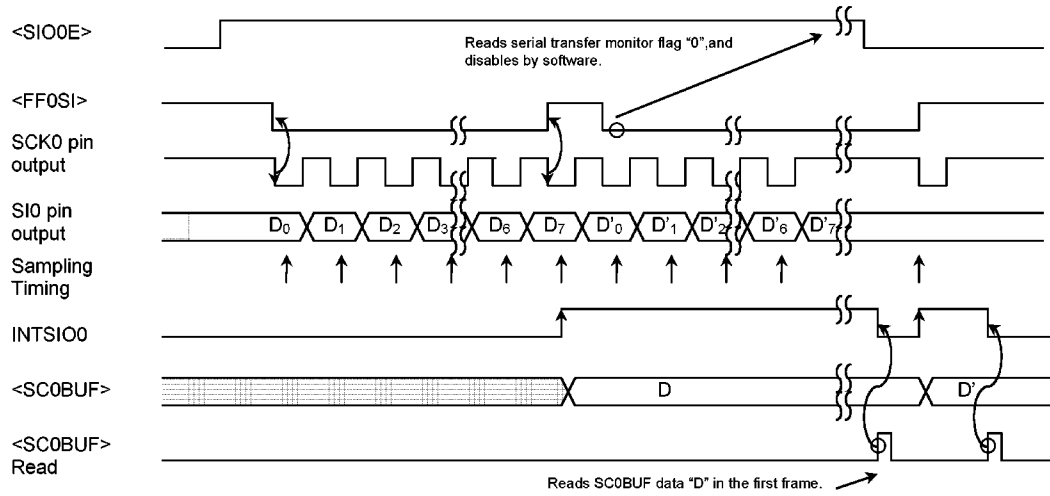 <SIO0E>
Reads serial transfer monitor flag “0”,and
disables by software.
<FF0SI>
SCK0 pin
output
SI0 pin
output
D0 D1 D2 D3 D6 D7 D'0 D'1 D'2 D'6 D'7
Sampling
Timing
INTSIO0
<SC0BUF>
D D'
<SC0BUF>
Read
Reads SC0BUF data “D” in the first frame.